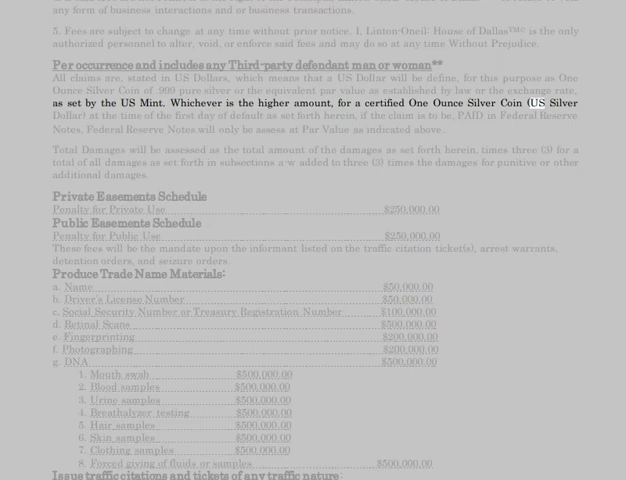 any form of business interactions and or business transactions.
5. Fees are subject to change at any time without prior notice. I, Linton-Oneil: House of Dallas™ᶜ is the only
authorized personnel to alter, void, or enforce said fees and may do so at any time Without Prejudice.
Per occurrence and includes any Third-party defendant man or woman**
All claims are, stated in US Dollars, which means that a US Dollar will be define, for this purpose as One
Ounce Silver Coin of .999 pure silver or the equivalent par value as established by law or the exchange rate,
as set by the US Mint. Whichever is the higher amount, for a certified One Ounce Silver Coin (US Silver
Dollar) at the time of the first day of default as set forth herein, if the claim is to be, PAID in Federal Reserve
Notes, Federal Reserve Notes will only be assess at Par Value as indicated above.
Total Damages will be assessed as the total amount of the damages as set forth herein, times three (3) for a
total of all damages as set forth in subsections a-w added to three (3) times the damages for punitive or other
additional damages.
Private Easements Schedule
Penalty for Private Use $250,000.00
Public Easements Schedule
Penalty for Public Use $250,000.00
These fees will be the mandate upon the informant listed on the traffic citation ticket(s), arrest warrants,
detention orders, and seizure orders.
Produce Trade Name Materials:
a. Name $50,000.00
b. Driver's License Number $50,000.00
c. Social Security Number or Treasury Registration Number $100,000.00
d. Retinal Scans $500,000.00
e. Fingerprinting $200,000.00
f. Photographing $200,000.00
g. DNA $500,000.00
1. Mouth swab $500,000.00
2. Blood samples $500,000.00
3. Urine samples $500,000.00
4. Breathalyzer testing $500,000.00
5. Hair samples $500,000.00
6. Skin samples $500,000.00
7. Clothing samples $500,000.00
8. Forced giving of fluids or samples $500,000.00
Issue traffic citations and tickets of any traffic nature: